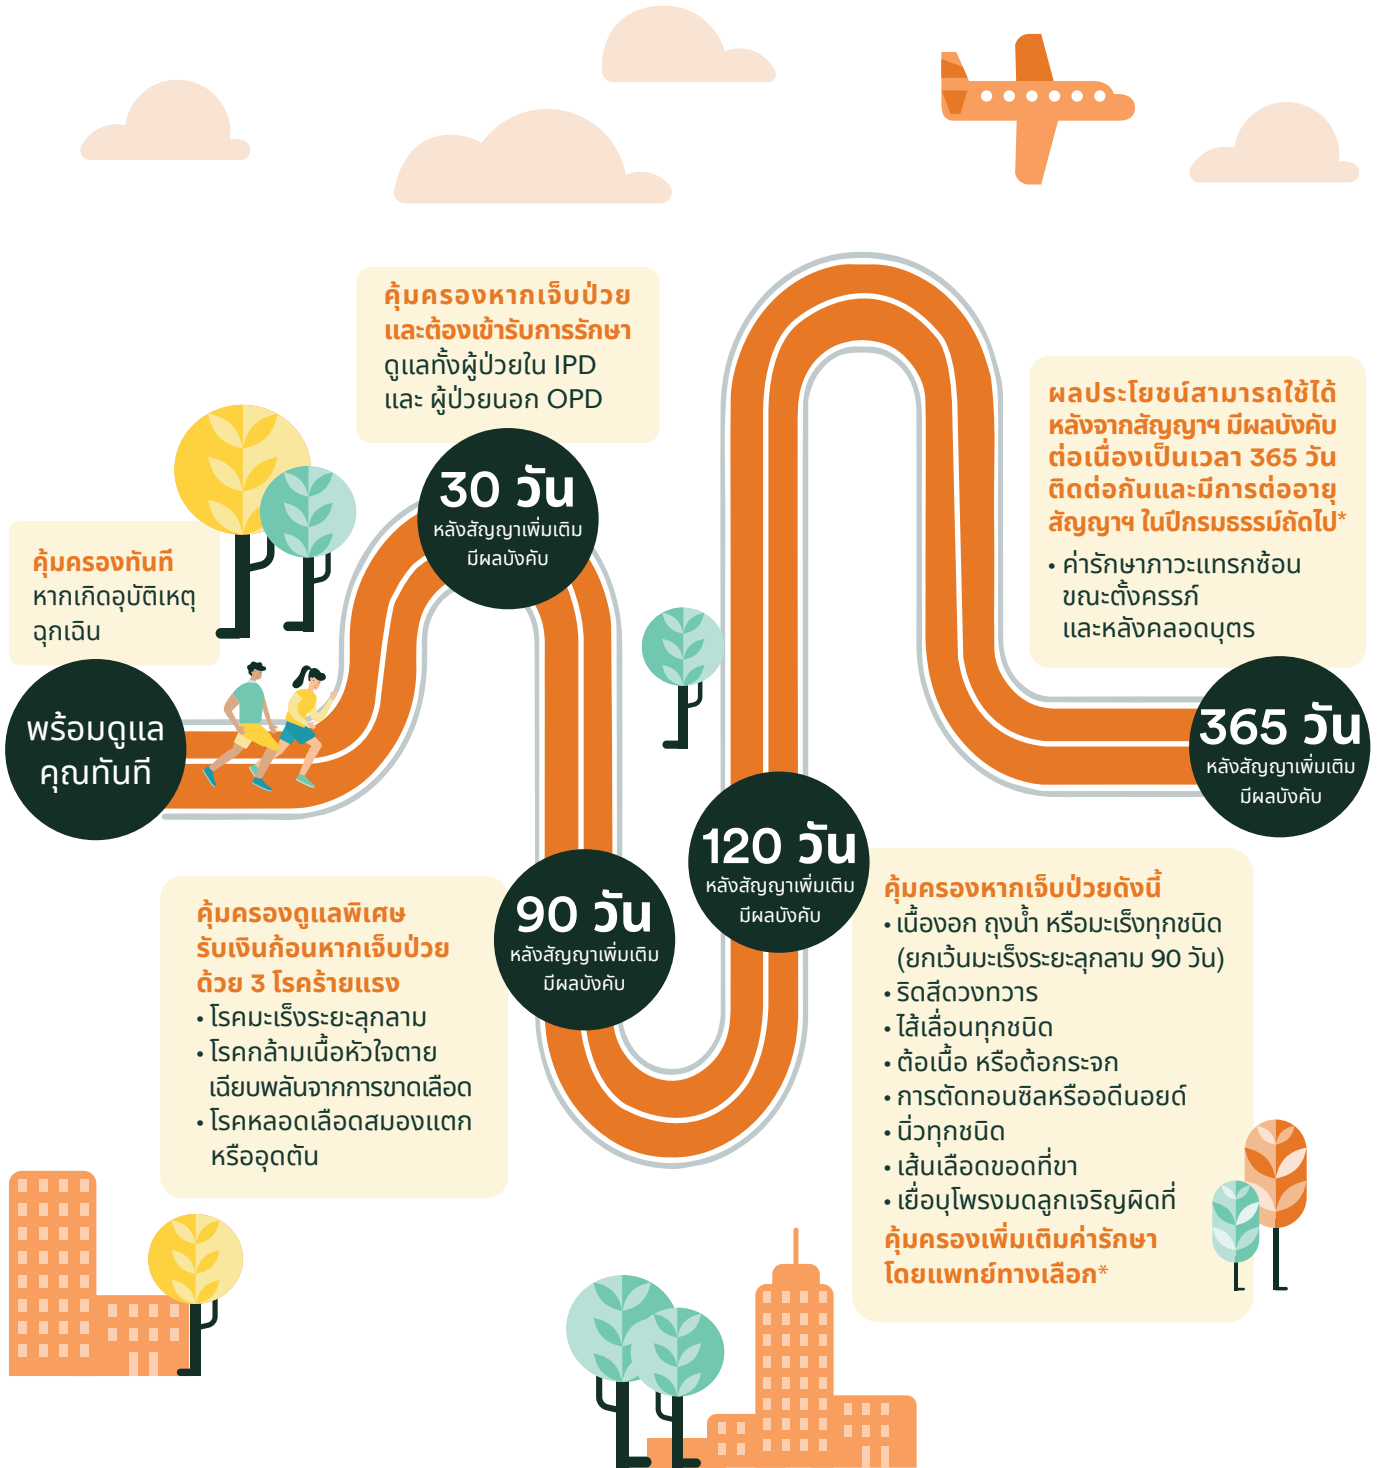 คุ้มครองทันที
หากเกิดอุบัติเหตุ
ฉุกเฉิน
พร้อมดูแล
คุณทันที
คุ้มครองหากเจ็บป่วย
และต้องเข้ารับการรักษา
ดูแลทั้งผู้ป่วยใน IPD
และ ผู้ป่วยนอก OPD
30 วัน
หลังสัญญาเพิ่มเติม
มีผลบังคับ
คุ้มครองดูแลพิเศษ
รับเงินก้อนหากเจ็บป่วย
ด้วย 3 โรคร้ายแรง
• โรคมะเร็งระยะลุกลาม
• โรคกล้ามเนื้อหัวใจตาย
เฉียบพลันจากการขาดเลือด
• โรคหลอดเลือดสมองแตก
หรืออุดตัน
90 วัน
หลังสัญญาเพิ่มเติม
มีผลบังคับ
120 วัน
หลังสัญญาเพิ่มเติม
มีผลบังคับ
คุ้มครองหากเจ็บป่วยดังนี้
• เนื้องอก ถุงน้ำ หรือมะเร็งทุกชนิด
(ยกเว้นมะเร็งระยะลุกลาม 90 วัน)
• ริดสีดวงทวาร
• ไส้เลื่อนทุกชนิด
• ต้อเนื้อ หรือต้อกระจก
• การตัดทอนซิลหรืออดีนอยด์
• นิ่วทุกชนิด
• เส้นเลือดขอดที่ขา
• เยื่อบุโพรงมดลูกเจริญผิดที่
คุ้มครองเพิ่มเติมค่ารักษา
โดยแพทย์ทางเลือก*
ผลประโยชน์สามารถใช้ได้
หลังจากสัญญาฯ มีผลบังคับ
ต่อเนื่องเป็นเวลา 365 วัน
ติดต่อกันและมีการต่ออายุ
สัญญาฯ ในปีกรมธรรม์ถัดไป*
• ค่ารักษาภาวะแทรกซ้อน
ขณะตั้งครรภ์
และหลังคลอดบุตร
365 วัน
หลังสัญญาเพิ่มเติม
มีผลบังคับ